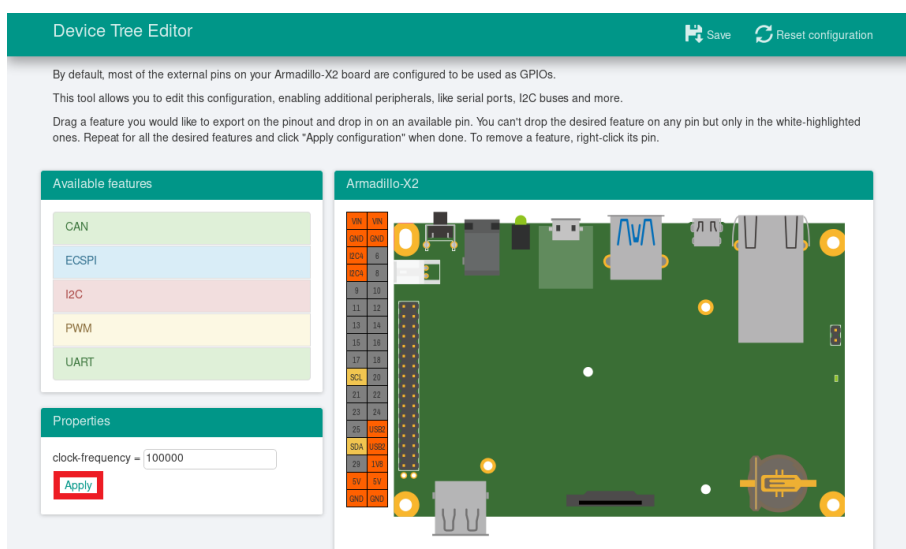 Device Tree Editor
Save
Reset configuration
By default, most of the external pins on your Armadillo-X2 board are configured to be used as GPIOs.
This tool allows you to edit this configuration, enabling additional peripherals, like serial ports, I2C buses and more.
Drag a feature you would like to export on the pinout and drop in on an available pin. You can't drop the desired feature on any pin but only in the white-highlighted
ones. Repeat for all the desired features and click "Apply configuration" when done. To remove a feature, right-click its pin.
Available features
CAN
ECSPI
I2C
PWM
UART
Properties
clock-frequency = 100000
Apply
Armadillo-X2
VIN VIN
GND GND
I2C4 6
I2C4 8
9 10
11 12
13 14
15 16
17 18
SCL 20
21 22
23 24
25 USB2
SDA USB2
29 1V8
5V 5V
GND GND